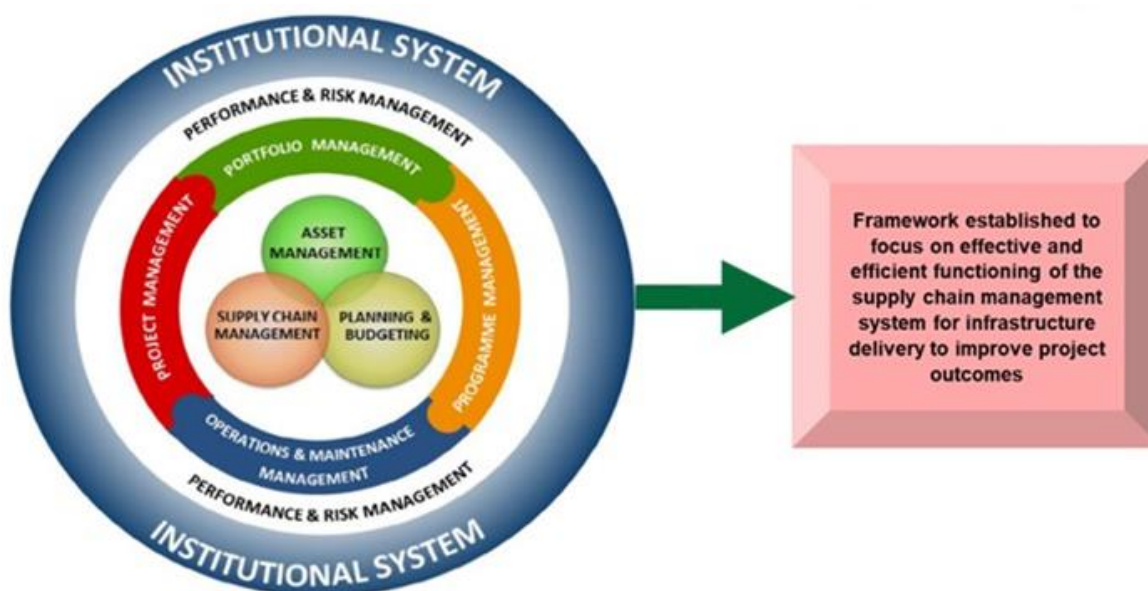 INSTITUTIONAL SYSTEM
PERFORMANCE & RISK MANAGEMENT
PORTFOLIO MANAGEMENT
PROJECT MANAGEMENT
PROGRAMME MANAGEMENT
ASSET
MANAGEMENT
SUPPLY CHAIN
MANAGEMENT
PLANNING &
BUDGETING
OPERATIONS & MAINTENANCE
MANAGEMENT
PERFORMANCE & RISK MANAGEMENT
INSTITUTIONAL SYSTEM
Framework established to
focus on effective and
efficient functioning of the
supply chain management
system for infrastructure
delivery to improve project
outcomes